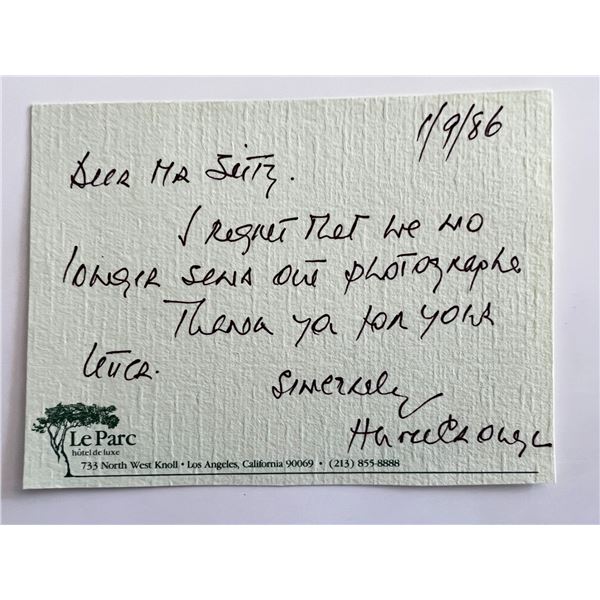 1/9/86
Dear Mr Seitz.
I regret that we no
longer send out photographs
Thank you for your
letter.
Sincerely
Le Parc
hôtel de luxe
733 North West Knoll • Los Angeles, California 90069 • (213) 855-8888